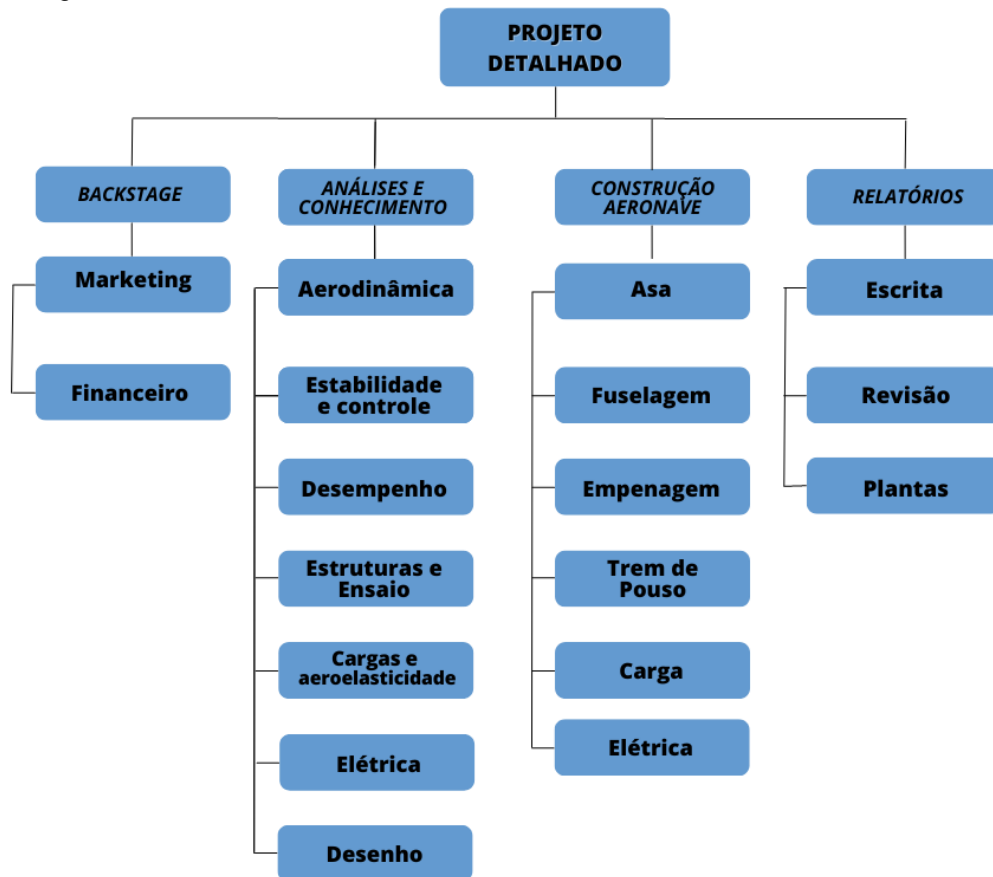 PROJETO
DETALHADO
BACKSTAGE
Marketing
Financeiro
ANÁLISES E
CONHECIMENTO
Aerodinâmica
Estabilidade
e controle
Desempenho
Estruturas e
Ensaio
Cargas e
aeroelasticidade
Elétrica
Desenho
CONSTRUÇÃO
AERONAVE
Asa
Fuselagem
Empenagem
Trem de
Pouso
Carga
Elétrica
RELATÓRIOS
Escrita
Revisão
Plantas